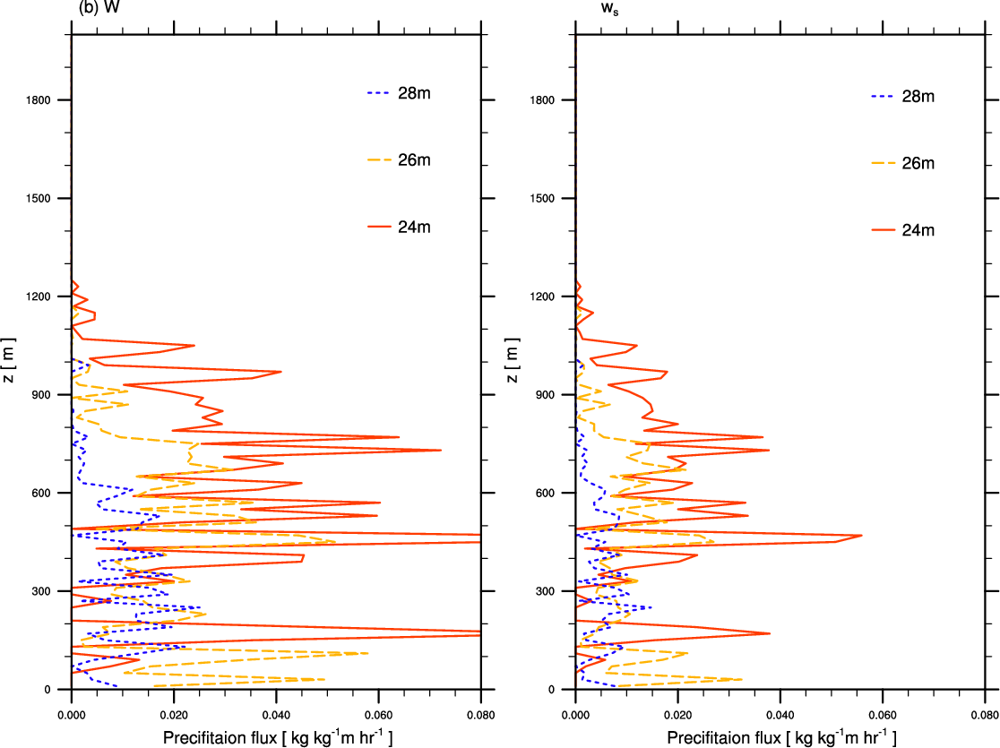 (b) W
w_s
28m
26m
24m
28m
26m
24m
1800
1500
1200
900
600
300
0
z [ m ]
1800
1500
1200
900
600
300
0
z [ m ]
0.000 0.020 0.040 0.060 0.080
0.000 0.020 0.040 0.060 0.080
Precifitaion flux [ kg kg⁻¹m hr⁻¹ ]
Precifitaion flux [ kg kg⁻¹m hr⁻¹ ]